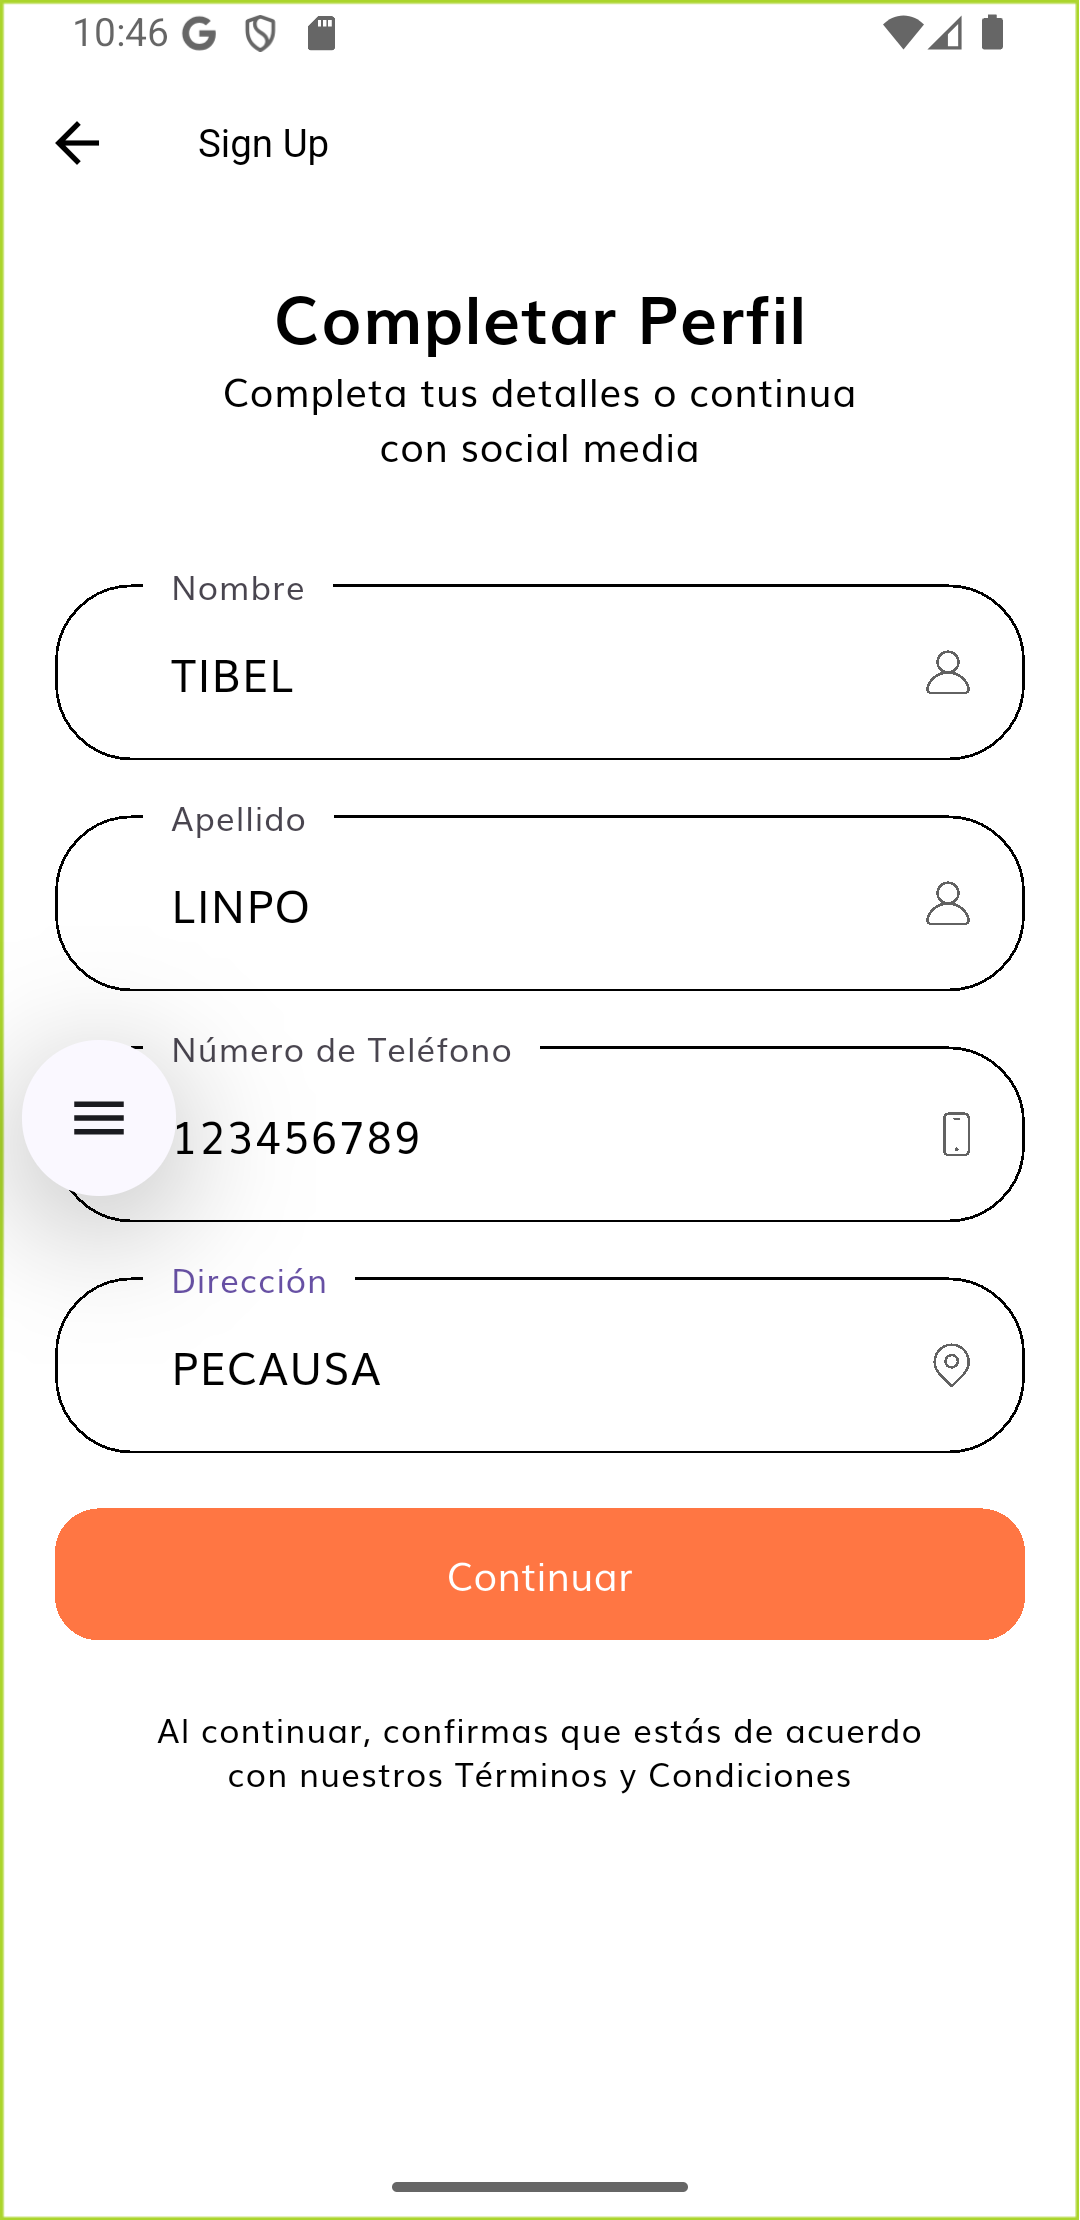 10:46
Sign Up
Completar Perfil
Completa tus detalles o continua
con social media
Nombre
TIBEL
Apellido
LINPO
Número de Teléfono
123456789
Dirección
PECAUSA
Continuar
Al continuar, confirmas que estás de acuerdo
con nuestros Términos y Condiciones